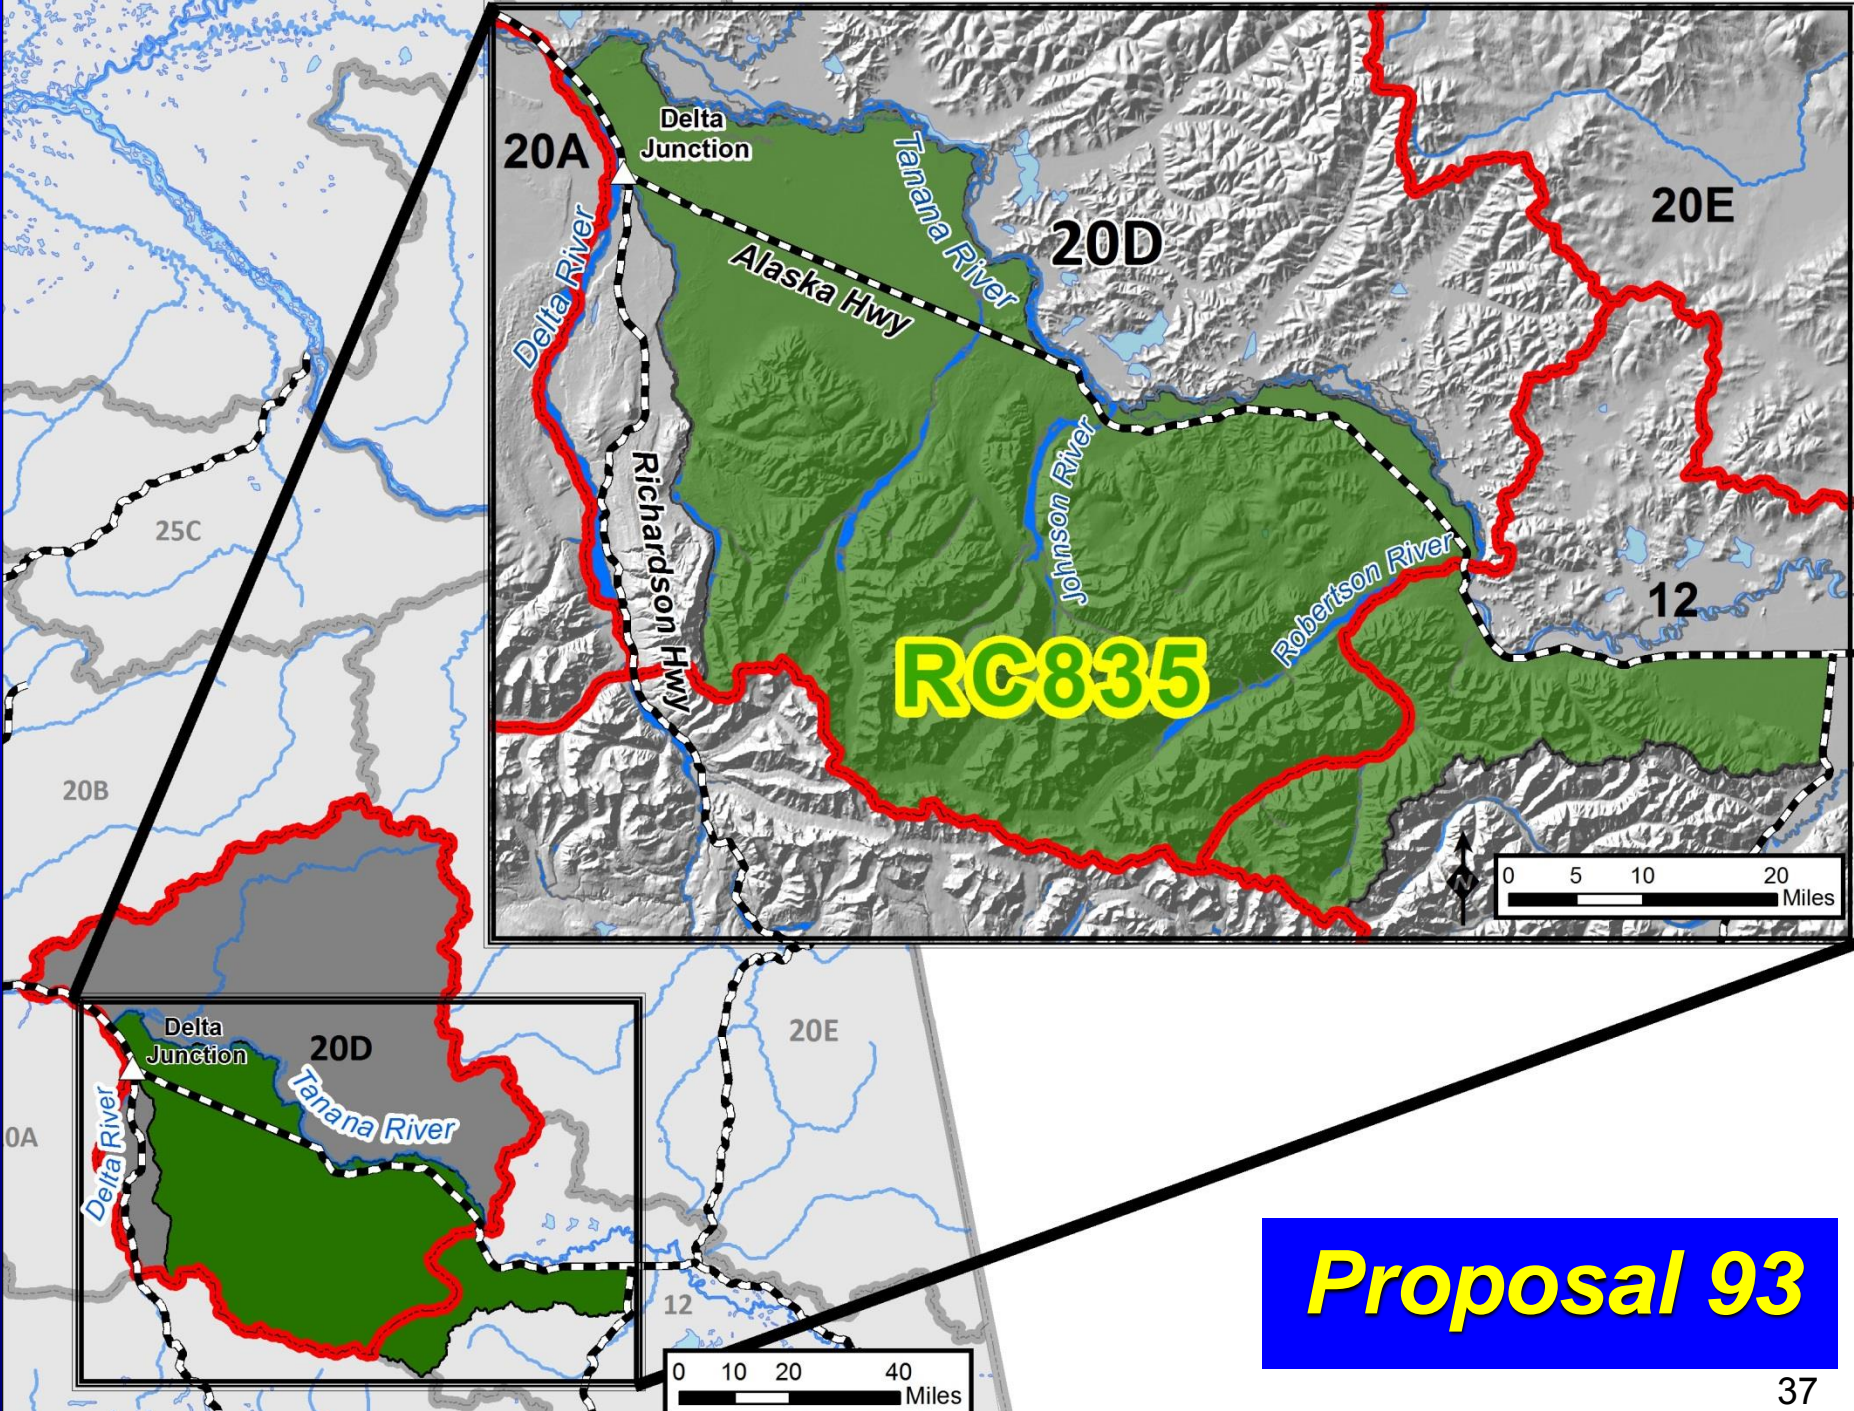 20A
Delta
Junction
Tanana River
20D
20E
Delta River
Alaska Hwy
Richardson Hwy
Johnson River
Robertson River
12
RC835
0 5 10 20
Miles
N
25C
20B
Delta
Junction
20D
20E
Tanana River
Delta River
0A
12
0 10 20 40
Miles
Proposal 93
37